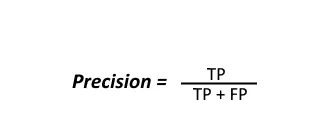 Precision = TP / TP + FP